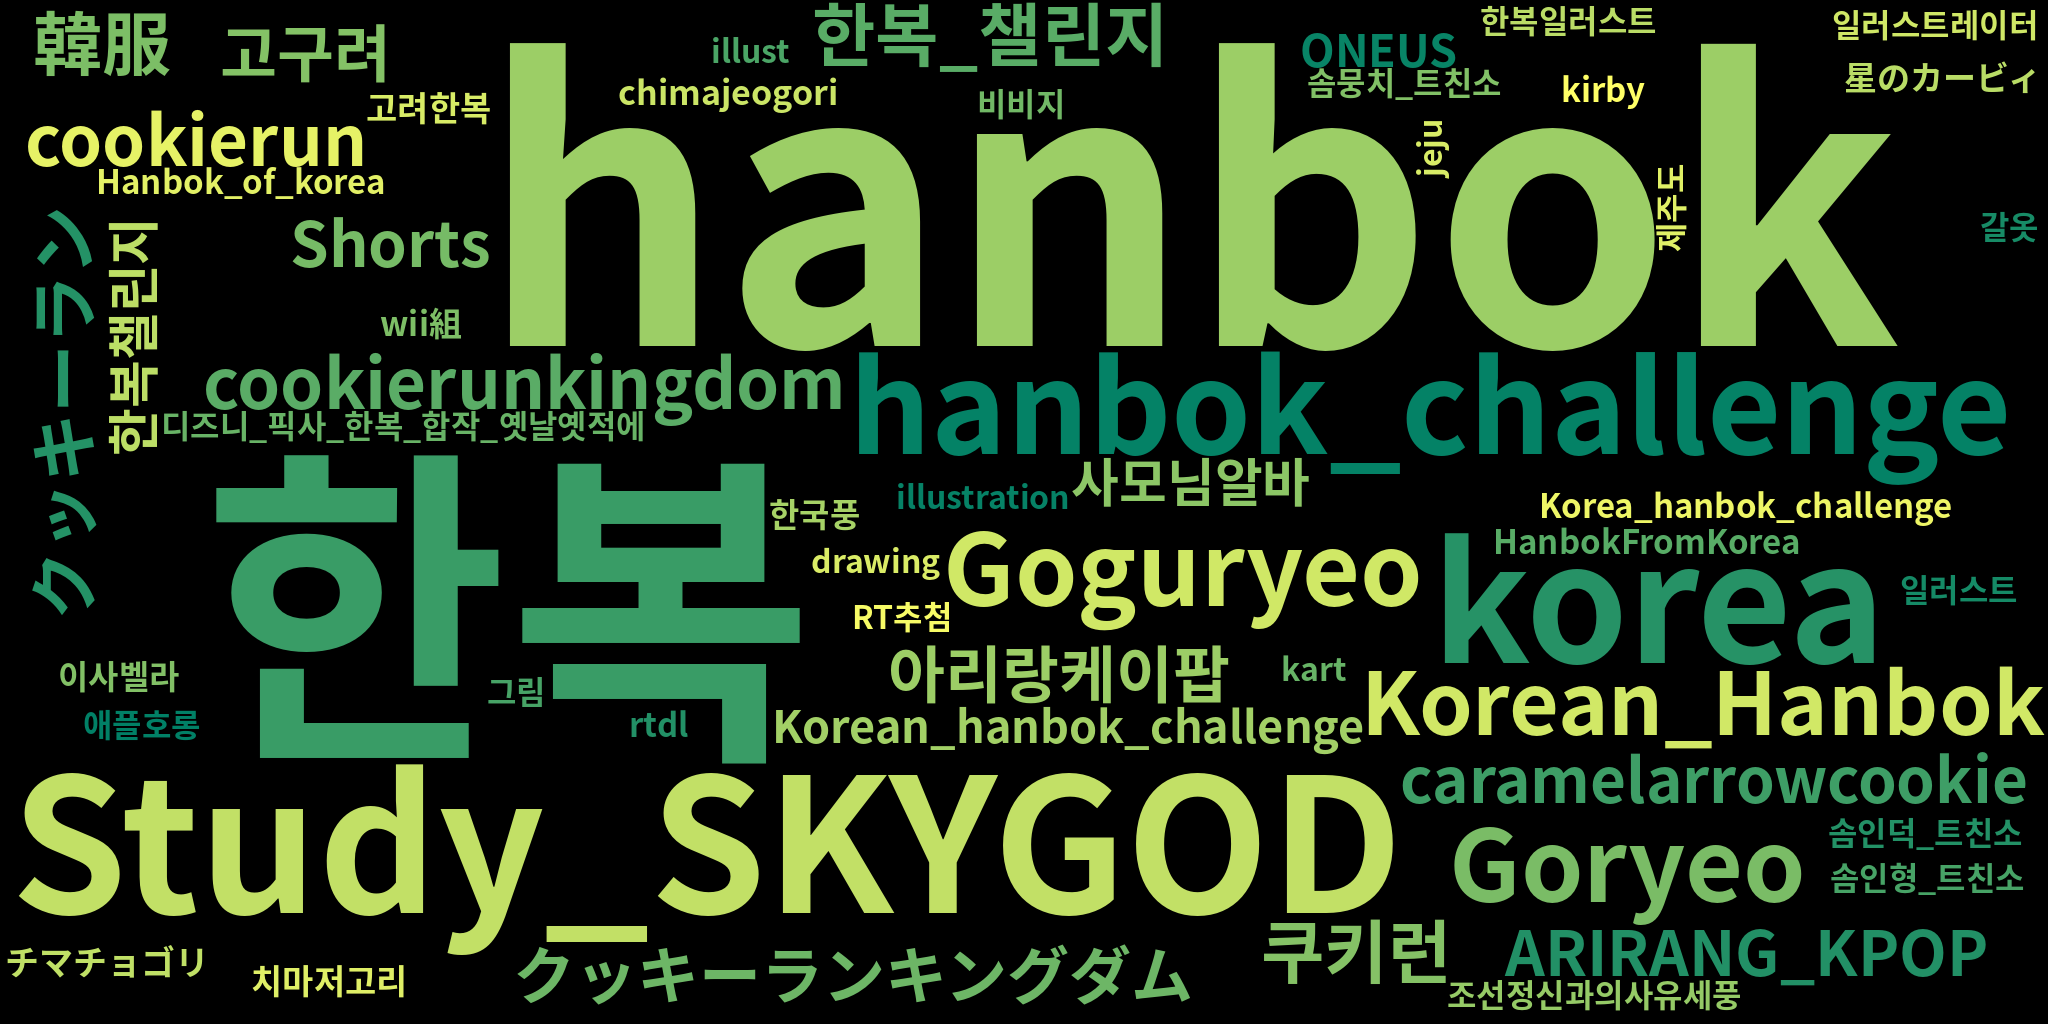 韓服
고구려
illust
한복_챌린지
ONEUS
한복일러스트
일러스트레이터
cookierun
고려한복
chimajeogori
비비지
솜뭉치_트친소
kirby
星のカービィ
Hanbok_of_korea
hanbok
jeju
제주도
갈옷
クッキーラン
한복챌린지
Shorts
wii組
cookierunkingdom
hanbok_challenge
디즈니_픽사_한복_합작_옛날옛적에
한복
한국풍
illustration
사모님알바
Korea_hanbok_challenge
drawing
Goguryeo
HanbokFromKorea
korea
일러스트
RT추첨
이사벨라
그림
아리랑케이팝
kart
Korean_Hanbok
애플호롱
rtdl
Korean_hanbok_challenge
Study_SKYGOD
caramelarrowcookie
Goryeo
솜인덕_트친소
솜인형_트친소
チマチョゴリ
치마저고리
クッキーランキングダム
쿠키런
ARIRANG_KPOP
조선정신과의사유세풍